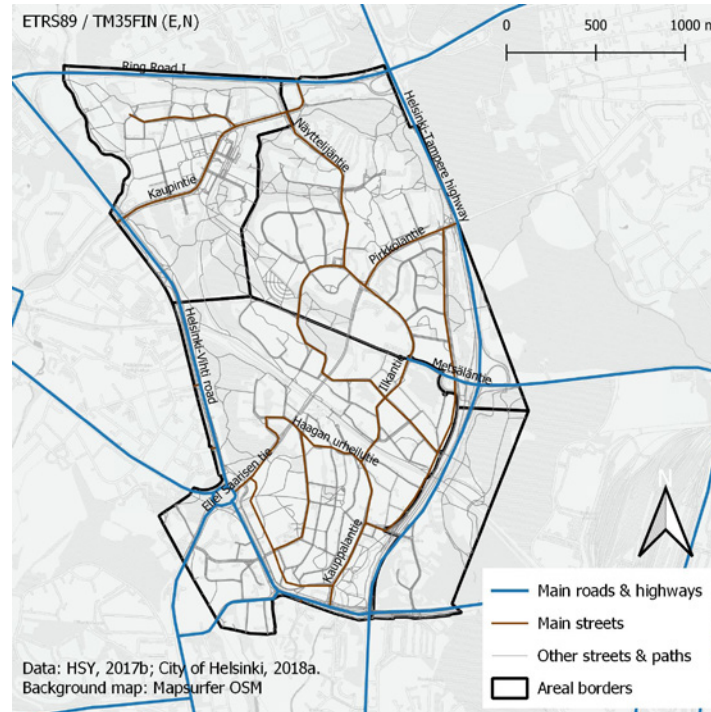 ETRS89 / TM35FIN (E,N)
0 500 1000 m
Ring Road I
Helsinki-Tampere highway
Näyttelijäntie
Kaupintie
Pirkkolantie
Helsinki-Vihti road
Ilkantie
Metsäläntie
Haagan urheilutie
Eliel Saarisen tie
Kauppalantie
N
Main roads & highways
Main streets
Other streets & paths
Areal borders
Data: HSY, 2017b; City of Helsinki, 2018a.
Background map: Mapsurfer OSM